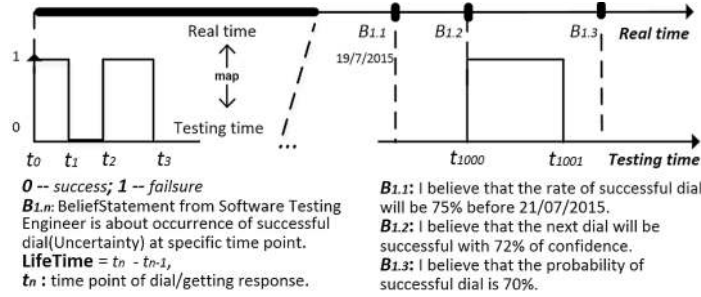 Real time
B1.1
B1.2
B1.3
Real time
1
map
19/7/2015
0
Testing time
...
t0
t1
t2
t3
t1000
t1001
Testing time
0 -- success; 1 -- failsure
B1.n: BeliefStatement from Software Testing
Engineer is about occurrence of successful
dial(Uncertainty) at specific time point.
LifeTime = tn - tn-1,
tn : time point of dial/getting response.
B1.1: I believe that the rate of successful dial
will be 75% before 21/07/2015.
B1.2: I believe that the next dial will be
successful with 72% of confidence.
B1.3: I believe that the probability of
successful dial is 70%.